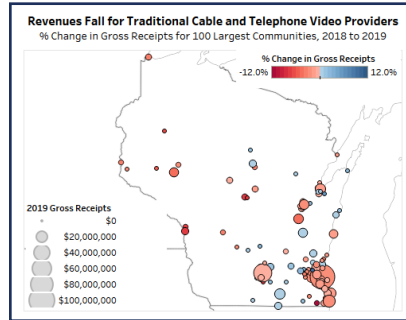 Revenues Fall for Traditional Cable and Telephone Video Providers
% Change in Gross Receipts for 100 Largest Communities, 2018 to 2019
% Change in Gross Receipts
-12.0% 12.0%
2019 Gross Receipts
$0
$20,000,000
$40,000,000
$60,000,000
$80,000,000
$100,000,000